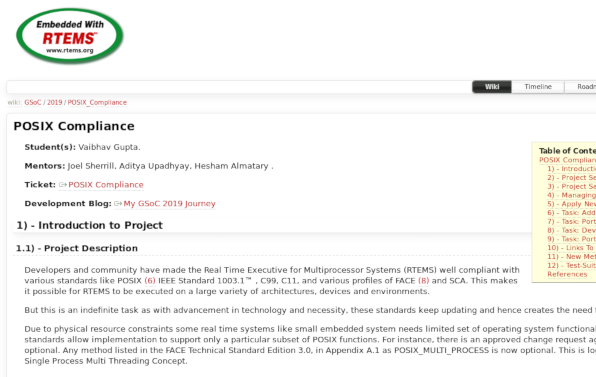 Embedded With
RTEMS™
www.rtems.org
Wiki Timeline
wiki: GSoC / 2019 / POSIX_Compliance
POSIX Compliance
Student(s): Vaibhav Gupta.
Mentors: Joel Sherrill, Aditya Upadhyay, Hesham Almatary .
Ticket: POSIX Compliance
Development Blog: My GSoC 2019 Journey
Table of Conte
POSIX Complian
1) - Introducti
2) - Project Se
3) - Project Se
4) - Managing
5) - Apply New
6) - Task: Add
7) - Task: Port
8) - Task: Dev
9) - Task: Port
10) - Links To
11) - New Met
12) - Test-Suit
References
1) - Introduction to Project
1.1) - Project Description
Developers and community have made the Real Time Executive for Multiprocessor Systems (RTEMS) well compliant with
various standards like POSIX (6) IEEE Standard 1003.1™ , C99, C11, and various profiles of FACE (8) and SCA. This makes
it possible for RTEMS to be executed on a large variety of architectures, devices and environments.
But this is an indefinite task as with advancement in technology and necessity, these standards keep updating and hence creates the need
Due to physical resource constraints some real time systems like small embedded system needs limited set of operating system functional
standards allow implementation to support only a particular subset of POSIX functions. For instance, there is an approved change request ag
optional. Any method listed in the FACE Technical Standard Edition 3.0, in Appendix A.1 as POSIX_MULTI_PROCESS is now optional. This is lo
Single Process Multi Threading Concept.